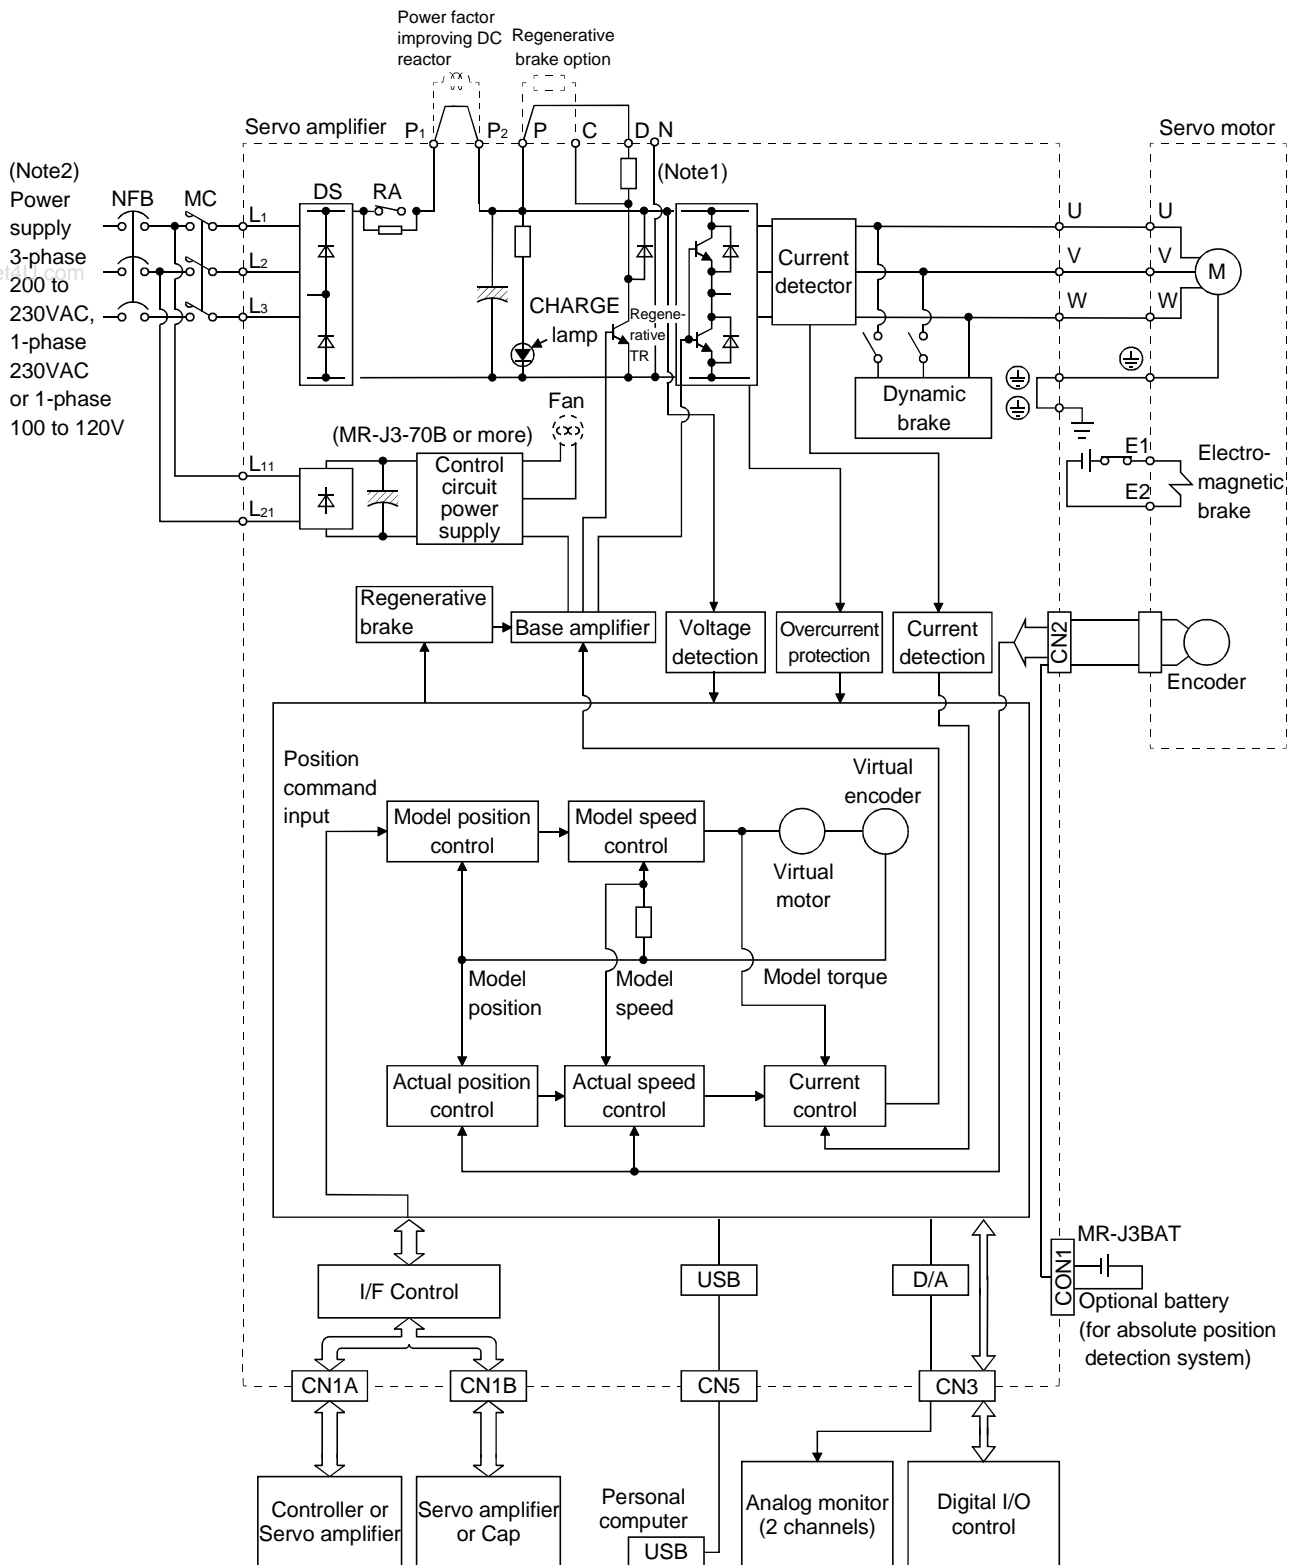 Power factor
improving DC
reactor
Regenerative
brake option
Servo amplifier
P1
P2
P
C
D
N
Servo motor
(Note2)
Power
supply
3-phase
200 to
230VAC,
1-phase
230VAC
or 1-phase
100 to 120V
et4U.com
NFB
MC
L1
L2
L3
DS
RA
(Note1)
CHARGE
lamp
Regene-
rative
TR
Current
detector
U
V
W
U
V
W
M
Dynamic
brake
E1
E2
Electro-
magnetic
brake
Fan
(MR-J3-70B or more)
L11
L21
Control
circuit
power
supply
Regenerative
brake
Base amplifier
Voltage
detection
Overcurrent
protection
Current
detection
CN2
Encoder
Position
command
input
Model position
control
Model speed
control
Virtual
encoder
Virtual
motor
Model
position
Model
speed
Model torque
Actual position
control
Actual speed
control
Current
control
I/F Control
USB
D/A
CON1
MR-J3BAT
Optional battery
(for absolute position
detection system)
CN1A
CN1B
CN5
CN3
Controller or
Servo amplifier
Servo amplifier
or Cap
Personal
computer
USB
Analog monitor
(2 channels)
Digital I/O
control